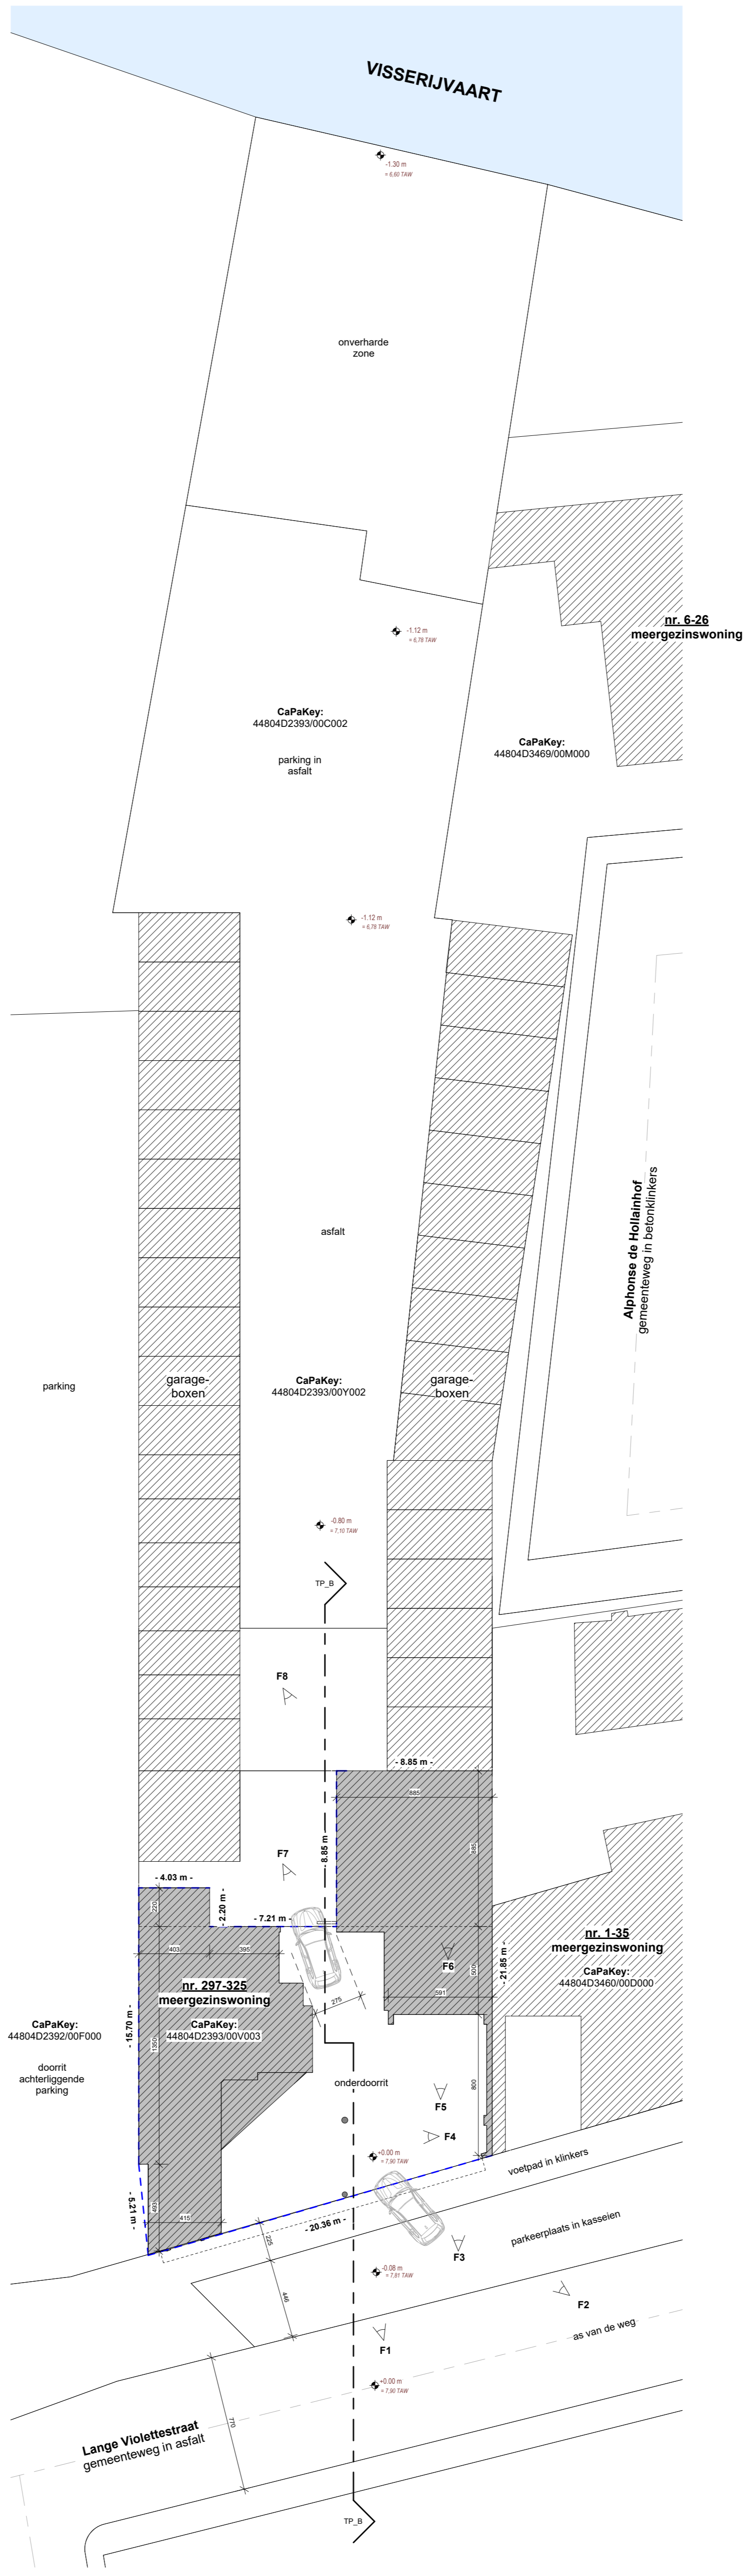 VISSERIJVAART
-1.30 m
= 6,60 TAW
onverharde
zone
nr. 6-26
meergezinswoning
-1.12 m
= 6,78 TAW
CaPaKey:
44804D2393/00C002
parking in
asfalt
CaPaKey:
44804D3469/00M000
-1.12 m
= 6,78 TAW
Alphonse de Hollainhof
gemeenteweg in betonklinkers
asfalt
parking
garage-
boxen
CaPaKey:
44804D2393/00Y002
garage-
boxen
-0.80 m
= 7,10 TAW
TP_B
F8
- 8.85 m -
885
885
- 8.85 m -
F7
- 4.03 m -
220
- 2.20 m -
- 7.21 m -
403
395
nr. 297-325
meergezinswoning
CaPaKey:
44804D2393/00V003
275
F6
500
591
- 21.85 m -
nr. 1-35
meergezinswoning
CaPaKey:
44804D3460/00D000
CaPaKey:
44804D2392/00F000
doorrit
achterliggende
parking
- 15.70 m -
1350
onderdoorrit
800
F5
F4
+0.00 m
= 7,90 TAW
voetpad in klinkers
- 5.21 m -
415
- 20.36 m -
225
parkeerplaats in kasseien
F3
-0.08 m
= 7,81 TAW
446
F2
F1
as van de weg
+0.00 m
= 7,90 TAW
Lange Violettestraat
gemeenteweg in asfalt
770
TP_B